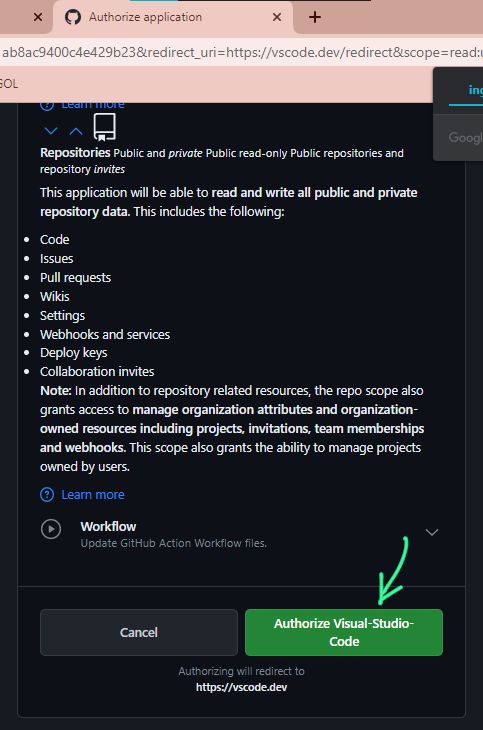 Authorize application
ab8ac9400c4e429b23&redirect_uri=https://vscode.dev/redirect&scope=read:u
GOL
ing
Learn more
Google
Repositories Public and private Public read-only Public repositories and
repository invites
This application will be able to read and write all public and private
repository data. This includes the following:
Code
Issues
Pull requests
Wikis
Settings
Webhooks and services
Deploy keys
Collaboration invites
Note: In addition to repository related resources, the repo scope also
grants access to manage organization attributes and organization-
owned resources including projects, invitations, team memberships
and webhooks. This scope also grants the ability to manage projects
owned by users.
Learn more
Workflow
Update GitHub Action Workflow files.
Cancel
Authorize Visual-Studio-
Code
Authorizing will redirect to
https://vscode.dev